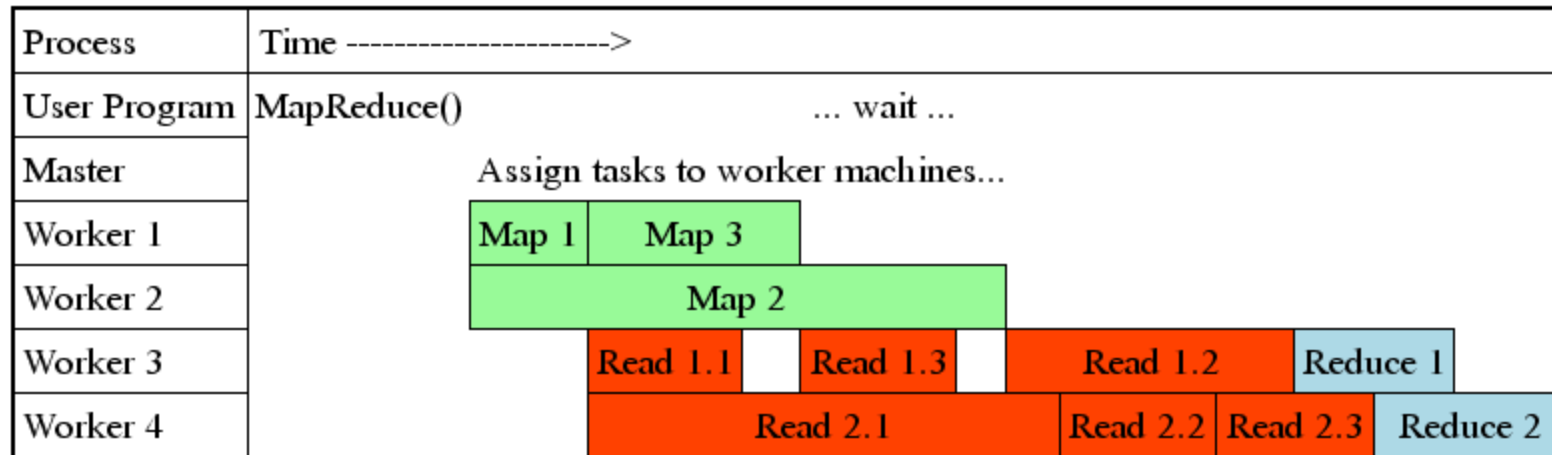 Process Time ---------------------->
User Program MapReduce() ... wait ...
Master Assign tasks to worker machines...
Worker 1 Map 1 Map 3
Worker 2 Map 2
Worker 3 Read 1.1 Read 1.3 Read 1.2 Reduce 1
Worker 4 Read 2.1 Read 2.2 Read 2.3 Reduce 2